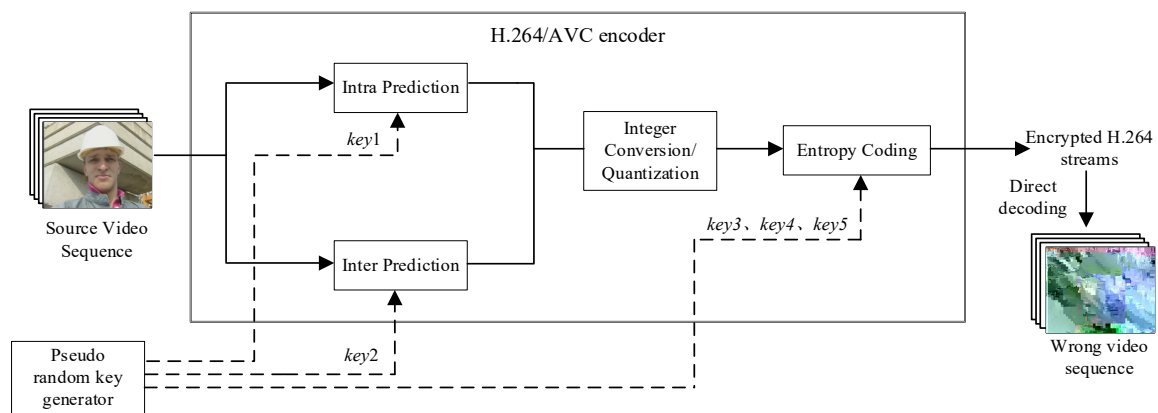 H.264/AVC encoder
Intra Prediction
key1
Integer
Conversion/
Quantization
Entropy Coding
Encrypted H.264
streams
Direct
decoding
Source Video
Sequence
key3、key4、key5
Inter Prediction
Wrong video
sequence
Pseudo
random key
generator
key2